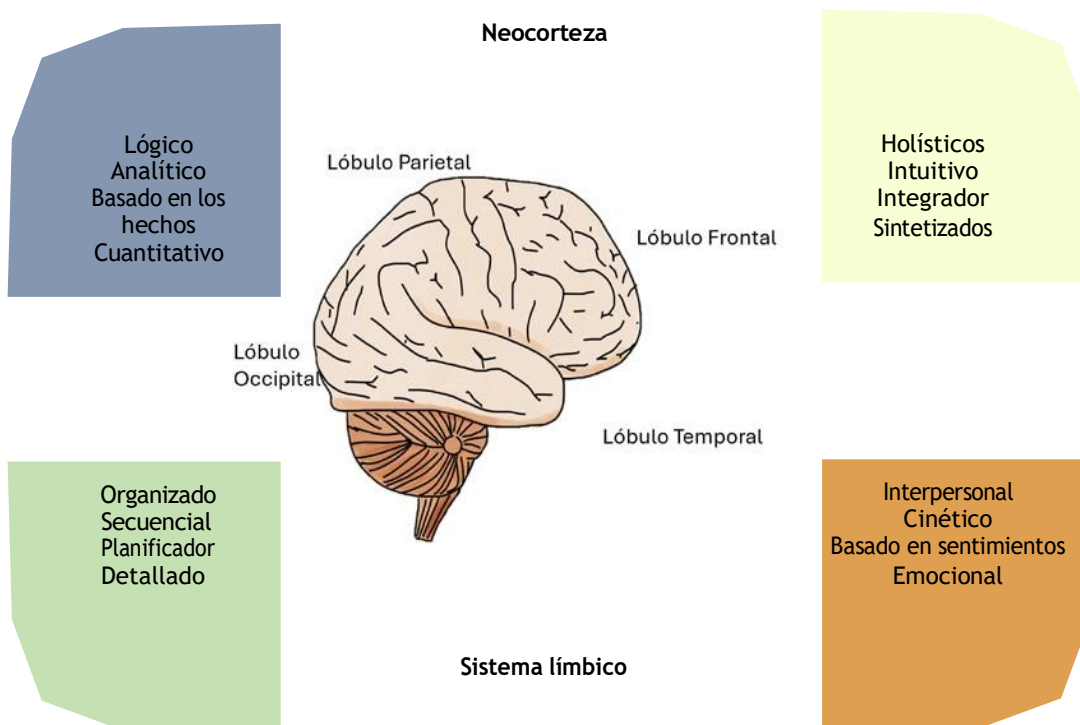 Neocorteza
Lógico
Analítico
Basado en los
hechos
Cuantitativo
Holísticos
Intuitivo
Integrador
Sintetizados
Lóbulo Parietal
Lóbulo Frontal
Lóbulo
Occipital
Lóbulo Temporal
Organizado
Secuencial
Planificador
Detallado
Interpersonal
Cinético
Basado en sentimientos
Emocional
Sistema límbico